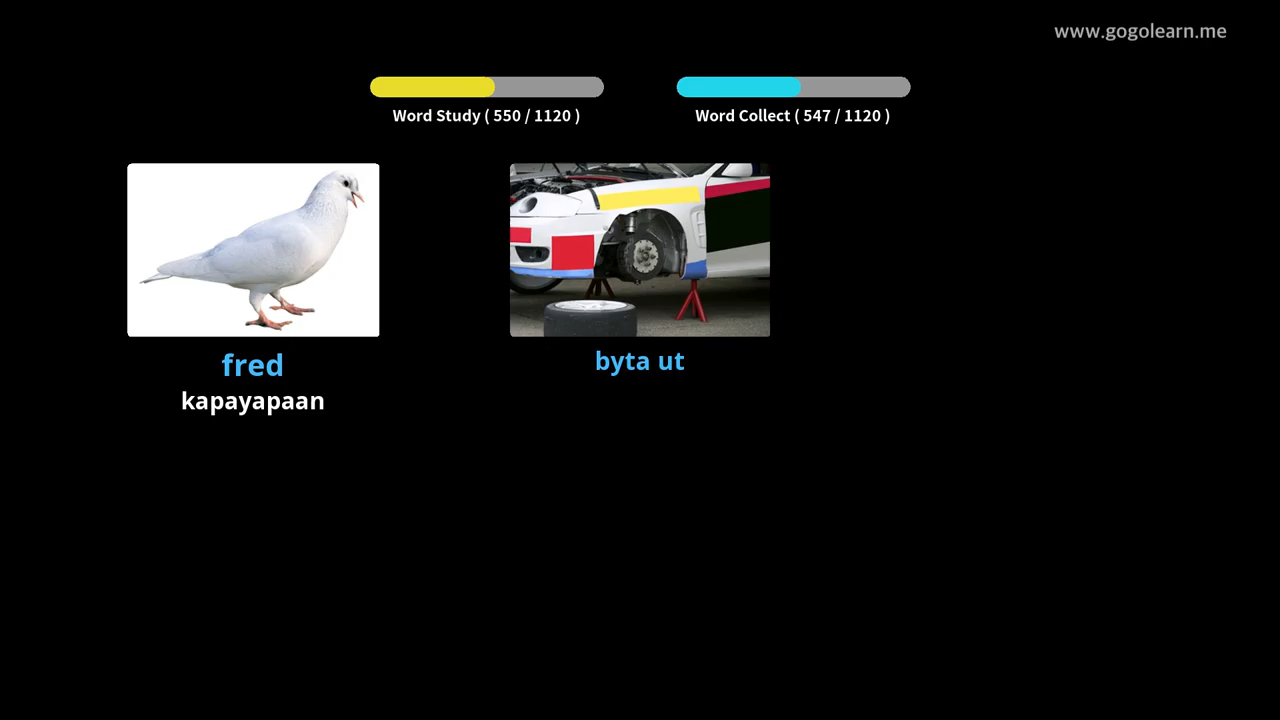 www.gogolearn.me
Word Study ( 550 / 1120 )
Word Collect ( 547 / 1120 )
fred
kapayapaan
byta ut